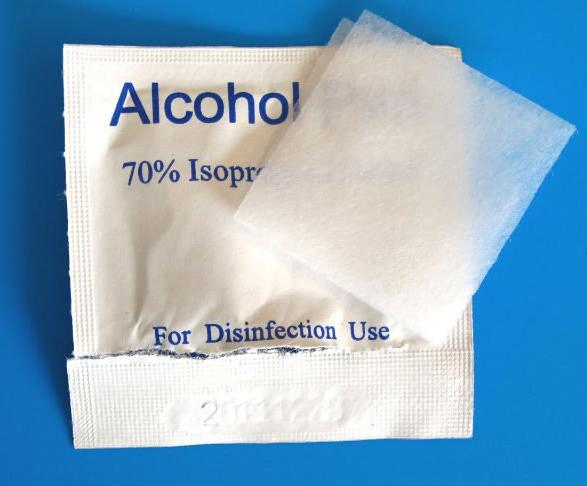 Alcohol
70% Isopro
For Disinfection Use